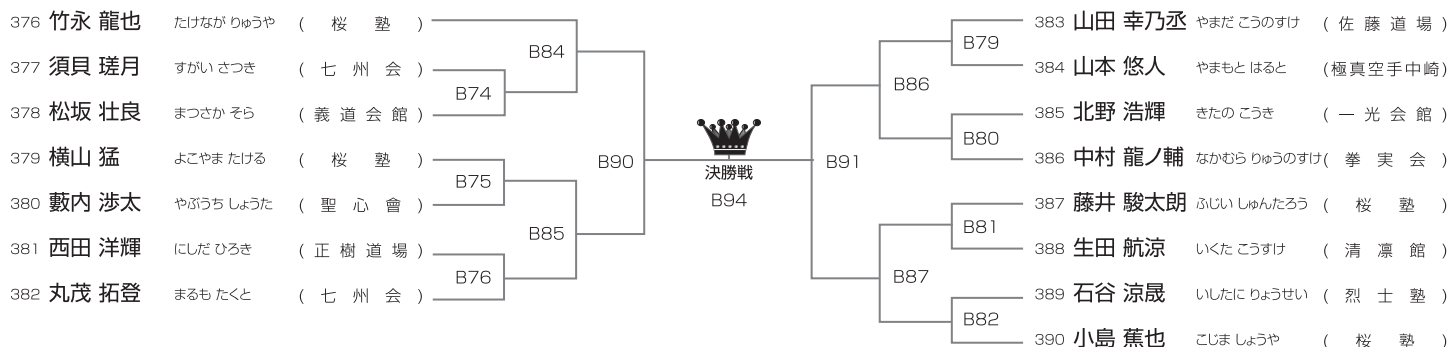 376 竹永 龍也 たけなが りゅうや ( 桜 塾 )
B84
377 須貝 瑳月 すがい さつき ( 七 州 会 )
B74
378 松坂 壮良 まつさか そら ( 義 道 会 館 )
B90
379 横山 猛 よこやま たける ( 桜 塾 )
B75
380 藪内 渉太 やぶうち しょうた ( 聖 心 會 )
B85
381 西田 洋輝 にしだ ひろき ( 正 樹 道 場 )
B76
382 丸茂 拓登 まるも たくと ( 七 州 会 )
決勝戦
B94
383 山田 幸乃丞 やまだ こうのすけ ( 佐 藤 道 場 )
B79
384 山本 悠人 やまもと はると (極真空手中崎)
B86
385 北野 浩輝 きたの こうき ( 一 光 会 館 )
B80
386 中村 龍ノ輔 なかむら りゅうのすけ( 拳 実 会 )
B91
387 藤井 駿太朗 ふじい しゅんたろう ( 桜 塾 )
B81
388 生田 航涼 いくた こうすけ ( 清 凛 館 )
B87
389 石谷 涼晟 いしたに りょうせい ( 烈 士 塾 )
B82
390 小島 蕉也 こじま しょうや ( 桜 塾 )